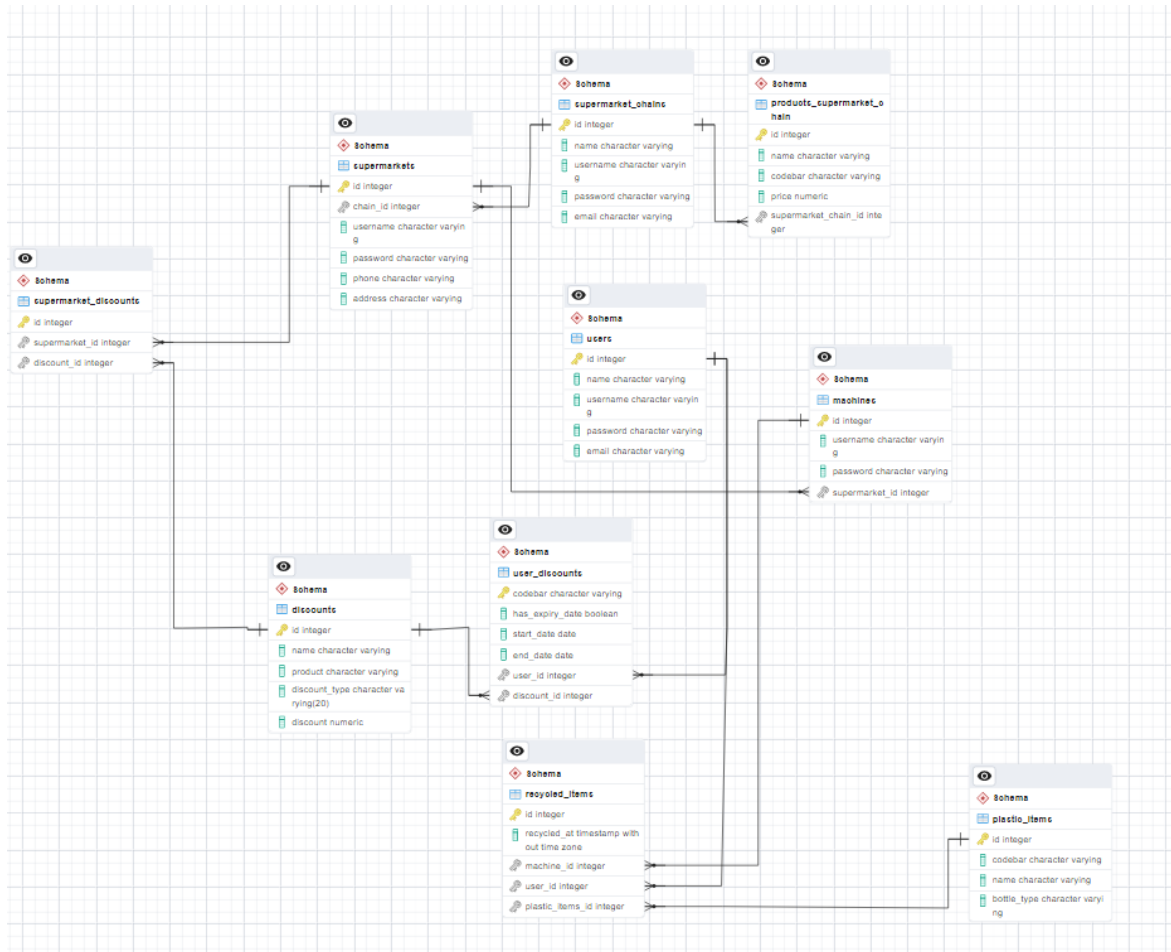 Schema
supermarket_chains
id integer
name character varying
username character varyin
g
password character varying
email character varying
Schema
products_supermarket_c
hain
id integer
name character varying
codebar character varying
price numeric
supermarket_chain_id inte
ger
Schema
supermarkets
id integer
chain_id integer
username character varyin
g
password character varying
phone character varying
address character varying
Schema
supermarket_discounts
id integer
supermarket_id integer
discount_id integer
Schema
users
id integer
name character varying
username character varyin
g
password character varying
email character varying
Schema
machines
id integer
username character varyin
g
password character varying
supermarket_id integer
Schema
user_discounts
codebar character varying
has_expiry_date boolean
start_date date
end_date date
user_id integer
discount_id integer
Schema
discounts
id integer
name character varying
product character varying
discount_type character va
rying(20)
discount numeric
Schema
recycled_items
id integer
recycled_at timestamp with
out time zone
machine_id integer
user_id integer
plastic_items_id integer
Schema
plastic_items
id integer
codebar character varying
name character varying
bottle_type character varyi
ng